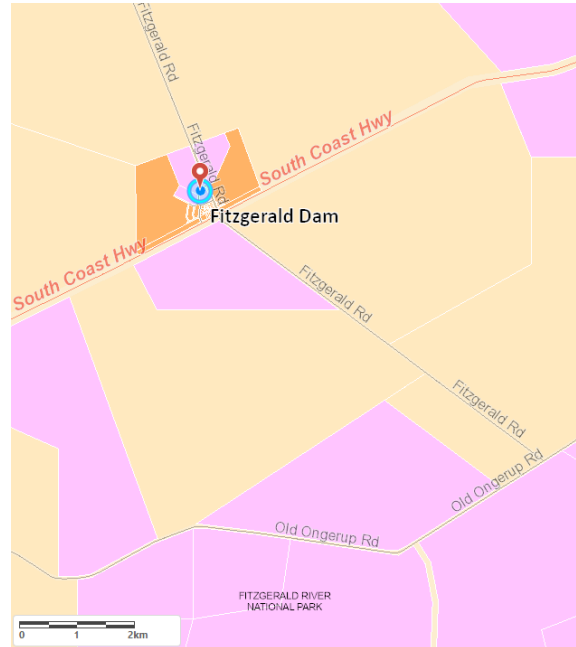 Fitzgerald Rd
Fitzgerald Rd
South Coast Hwy
Fitzgerald Dam
South Coast Hwy
Fitzgerald Rd
Fitzgerald Rd
Old Ongerup Rd
Old Ongerup Rd
FITZGERALD RIVER
NATIONAL PARK
0 1 2km